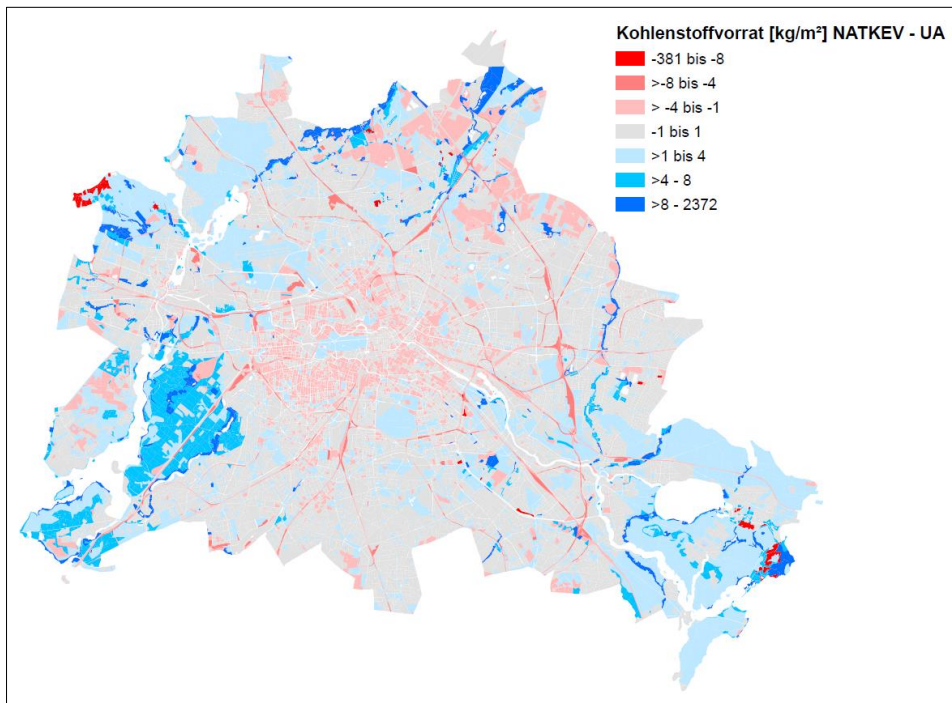 Kohlenstoffvorrat [kg/m²] NATKEV - UA
-381 bis -8
>-8 bis -4
> -4 bis -1
-1 bis 1
>1 bis 4
>4 - 8
>8 - 2372